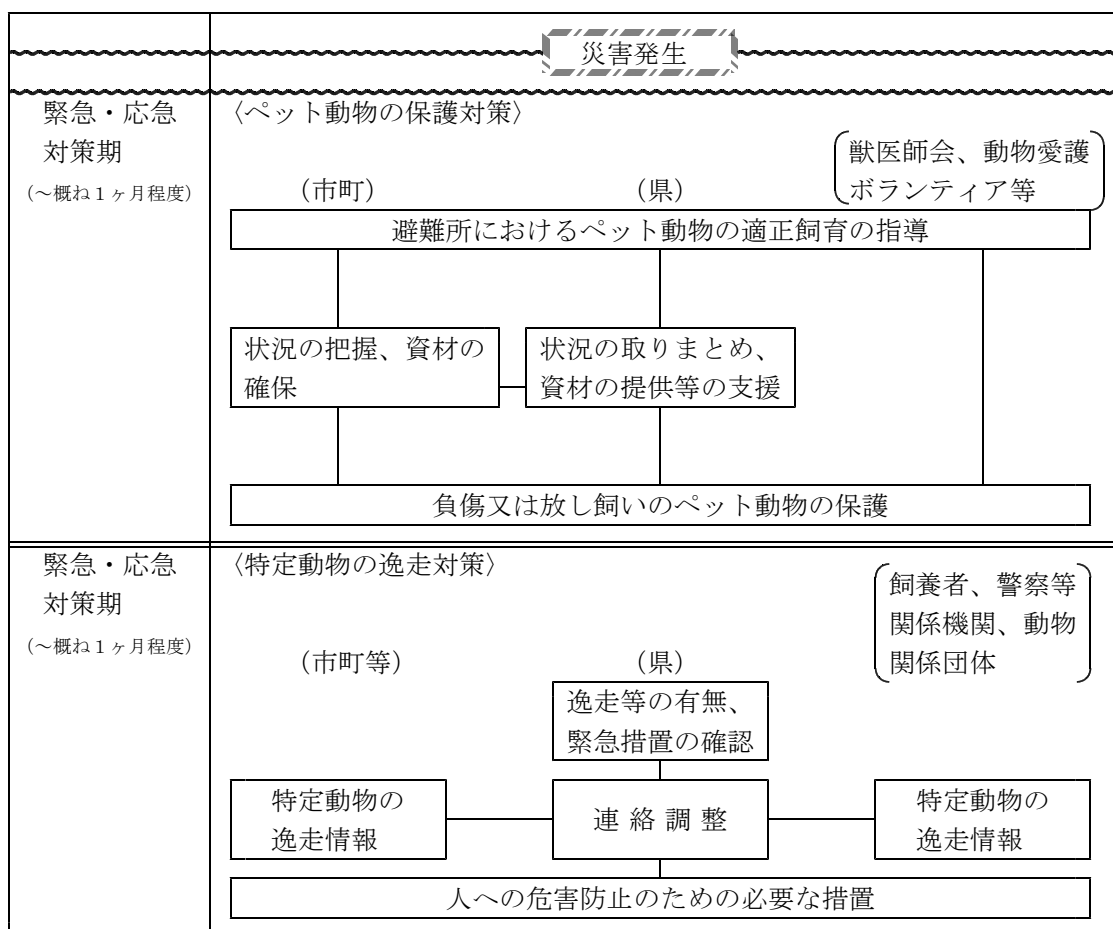 災害発生
緊急・応急
対策期
(～概ね１ヶ月程度)
〈ペット動物の保護対策〉
獣医師会、動物愛護
ボランティア等
(市町)
(県)
避難所におけるペット動物の適正飼育の指導
状況の把握、資材の
確保
状況の取りまとめ、
資材の提供等の支援
負傷又は放し飼いのペット動物の保護
緊急・応急
対策期
(～概ね１ヶ月程度)
〈特定動物の逸走対策〉
飼養者、警察等
関係機関、動物
関係団体
(市町等)
(県)
逸走等の有無、
緊急措置の確認
特定動物の
逸走情報
連 絡 調 整
特定動物の
逸走情報
人への危害防止のための必要な措置